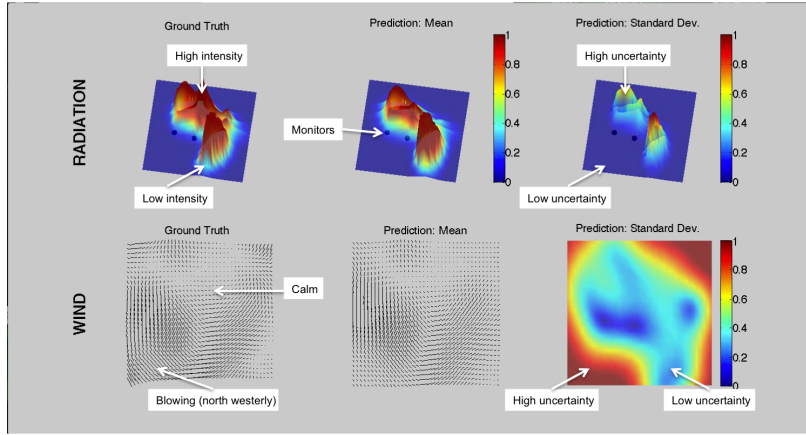 Ground Truth
Prediction: Mean
Prediction: Standard Dev.
High intensity
High uncertainty
RADIATION
Monitors
Low intensity
Low uncertainty
1
0.8
0.6
0.4
0.2
0
1
0.8
0.6
0.4
0.2
0
Ground Truth
Prediction: Mean
Prediction: Standard Dev.
WIND
Calm
Blowing (north westerly)
High uncertainty
Low uncertainty
1
0.8
0.6
0.4
0.2
0